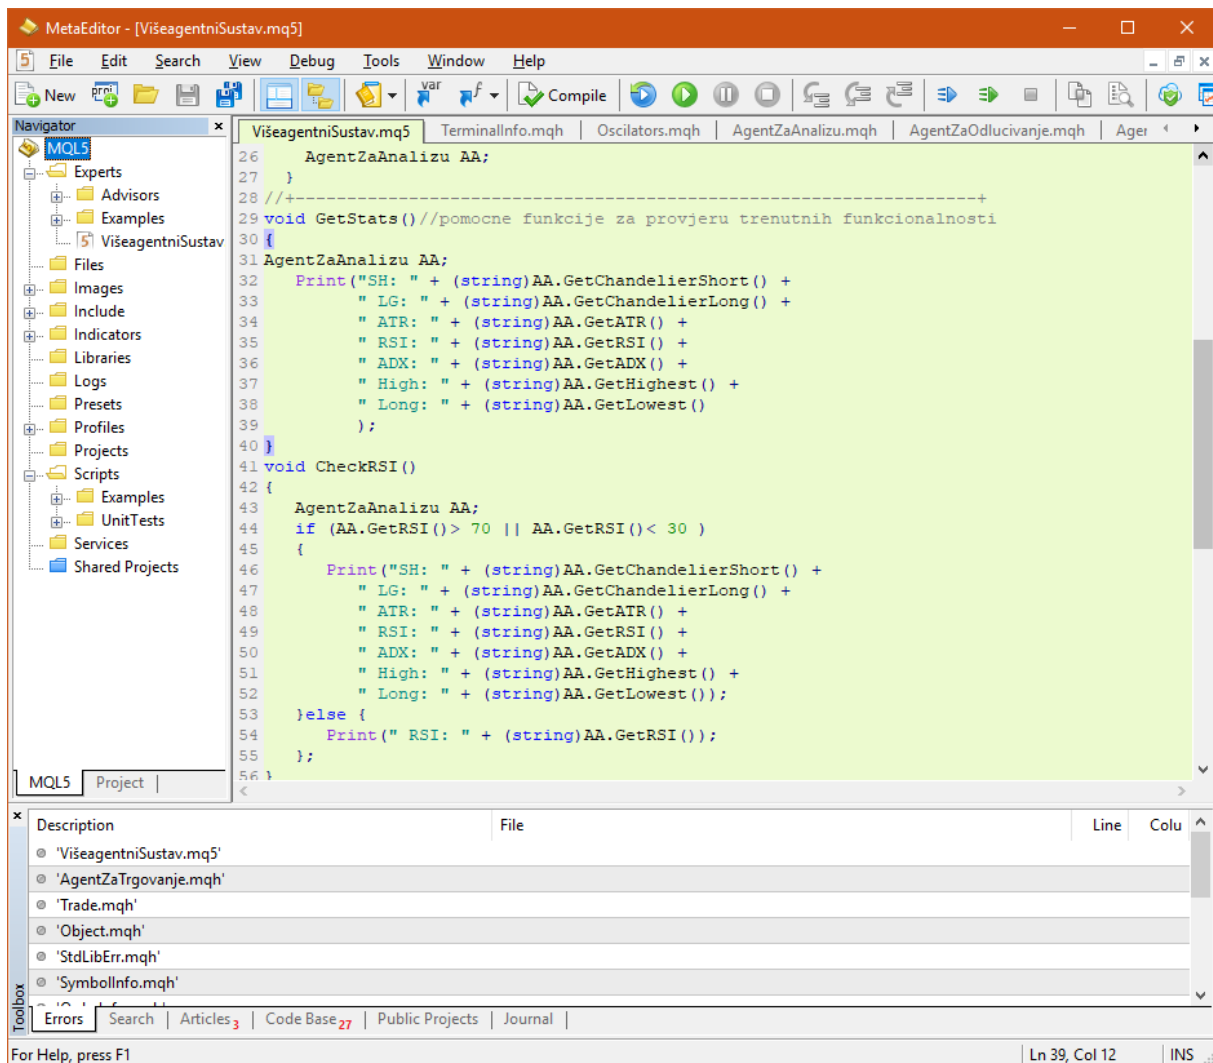 MetaEditor - [VišeagentniSustav.mq5]
File Edit Search View Debug Tools Window Help
New Compile
Navigator
MQL5
Experts
Advisors
Examples
VišeagentniSustav
Files
Images
Include
Indicators
Libraries
Logs
Presets
Profiles
Projects
Scripts
Examples
UnitTests
Services
Shared Projects
MQL5 Project
VišeagentniSustav.mq5 TerminalInfo.mqh Oscilators.mqh AgentZaAnalizu.mqh AgentZaOdlucivanje.mqh Ager
26 AgentZaAnalizu AA;
27 }
28 //+------------------------------------------------------------------+
29 void GetStats()//pomocne funkcije za provjeru trenutnih funkcionalnosti
30 {
31 AgentZaAnalizu AA;
32 Print("SH: " + (string)AA.GetChandelierShort() +
33 " LG: " + (string)AA.GetChandelierLong() +
34 " ATR: " + (string)AA.GetATR() +
35 " RSI: " + (string)AA.GetRSI() +
36 " ADX: " + (string)AA.GetADX() +
37 " High: " + (string)AA.GetHighest() +
38 " Long: " + (string)AA.GetLowest()
39 );
40 }
41 void CheckRSI()
42 {
43 AgentZaAnalizu AA;
44 if (AA.GetRSI()> 70 || AA.GetRSI()< 30 )
45 {
46 Print("SH: " + (string)AA.GetChandelierShort() +
47 " LG: " + (string)AA.GetChandelierLong() +
48 " ATR: " + (string)AA.GetATR() +
49 " RSI: " + (string)AA.GetRSI() +
50 " ADX: " + (string)AA.GetADX() +
51 " High: " + (string)AA.GetHighest() +
52 " Long: " + (string)AA.GetLowest());
53 }else {
54 Print(" RSI: " + (string)AA.GetRSI());
55 };
56 }
Description File Line Colu
'VišeagentniSustav.mq5'
'AgentZaTrgovanje.mqh'
'Trade.mqh'
'Object.mqh'
'StdLibErr.mqh'
'SymbolInfo.mqh'
Toolbox
Errors Search Articles 3 Code Base 27 Public Projects Journal
For Help, press F1 Ln 39, Col 12 INS